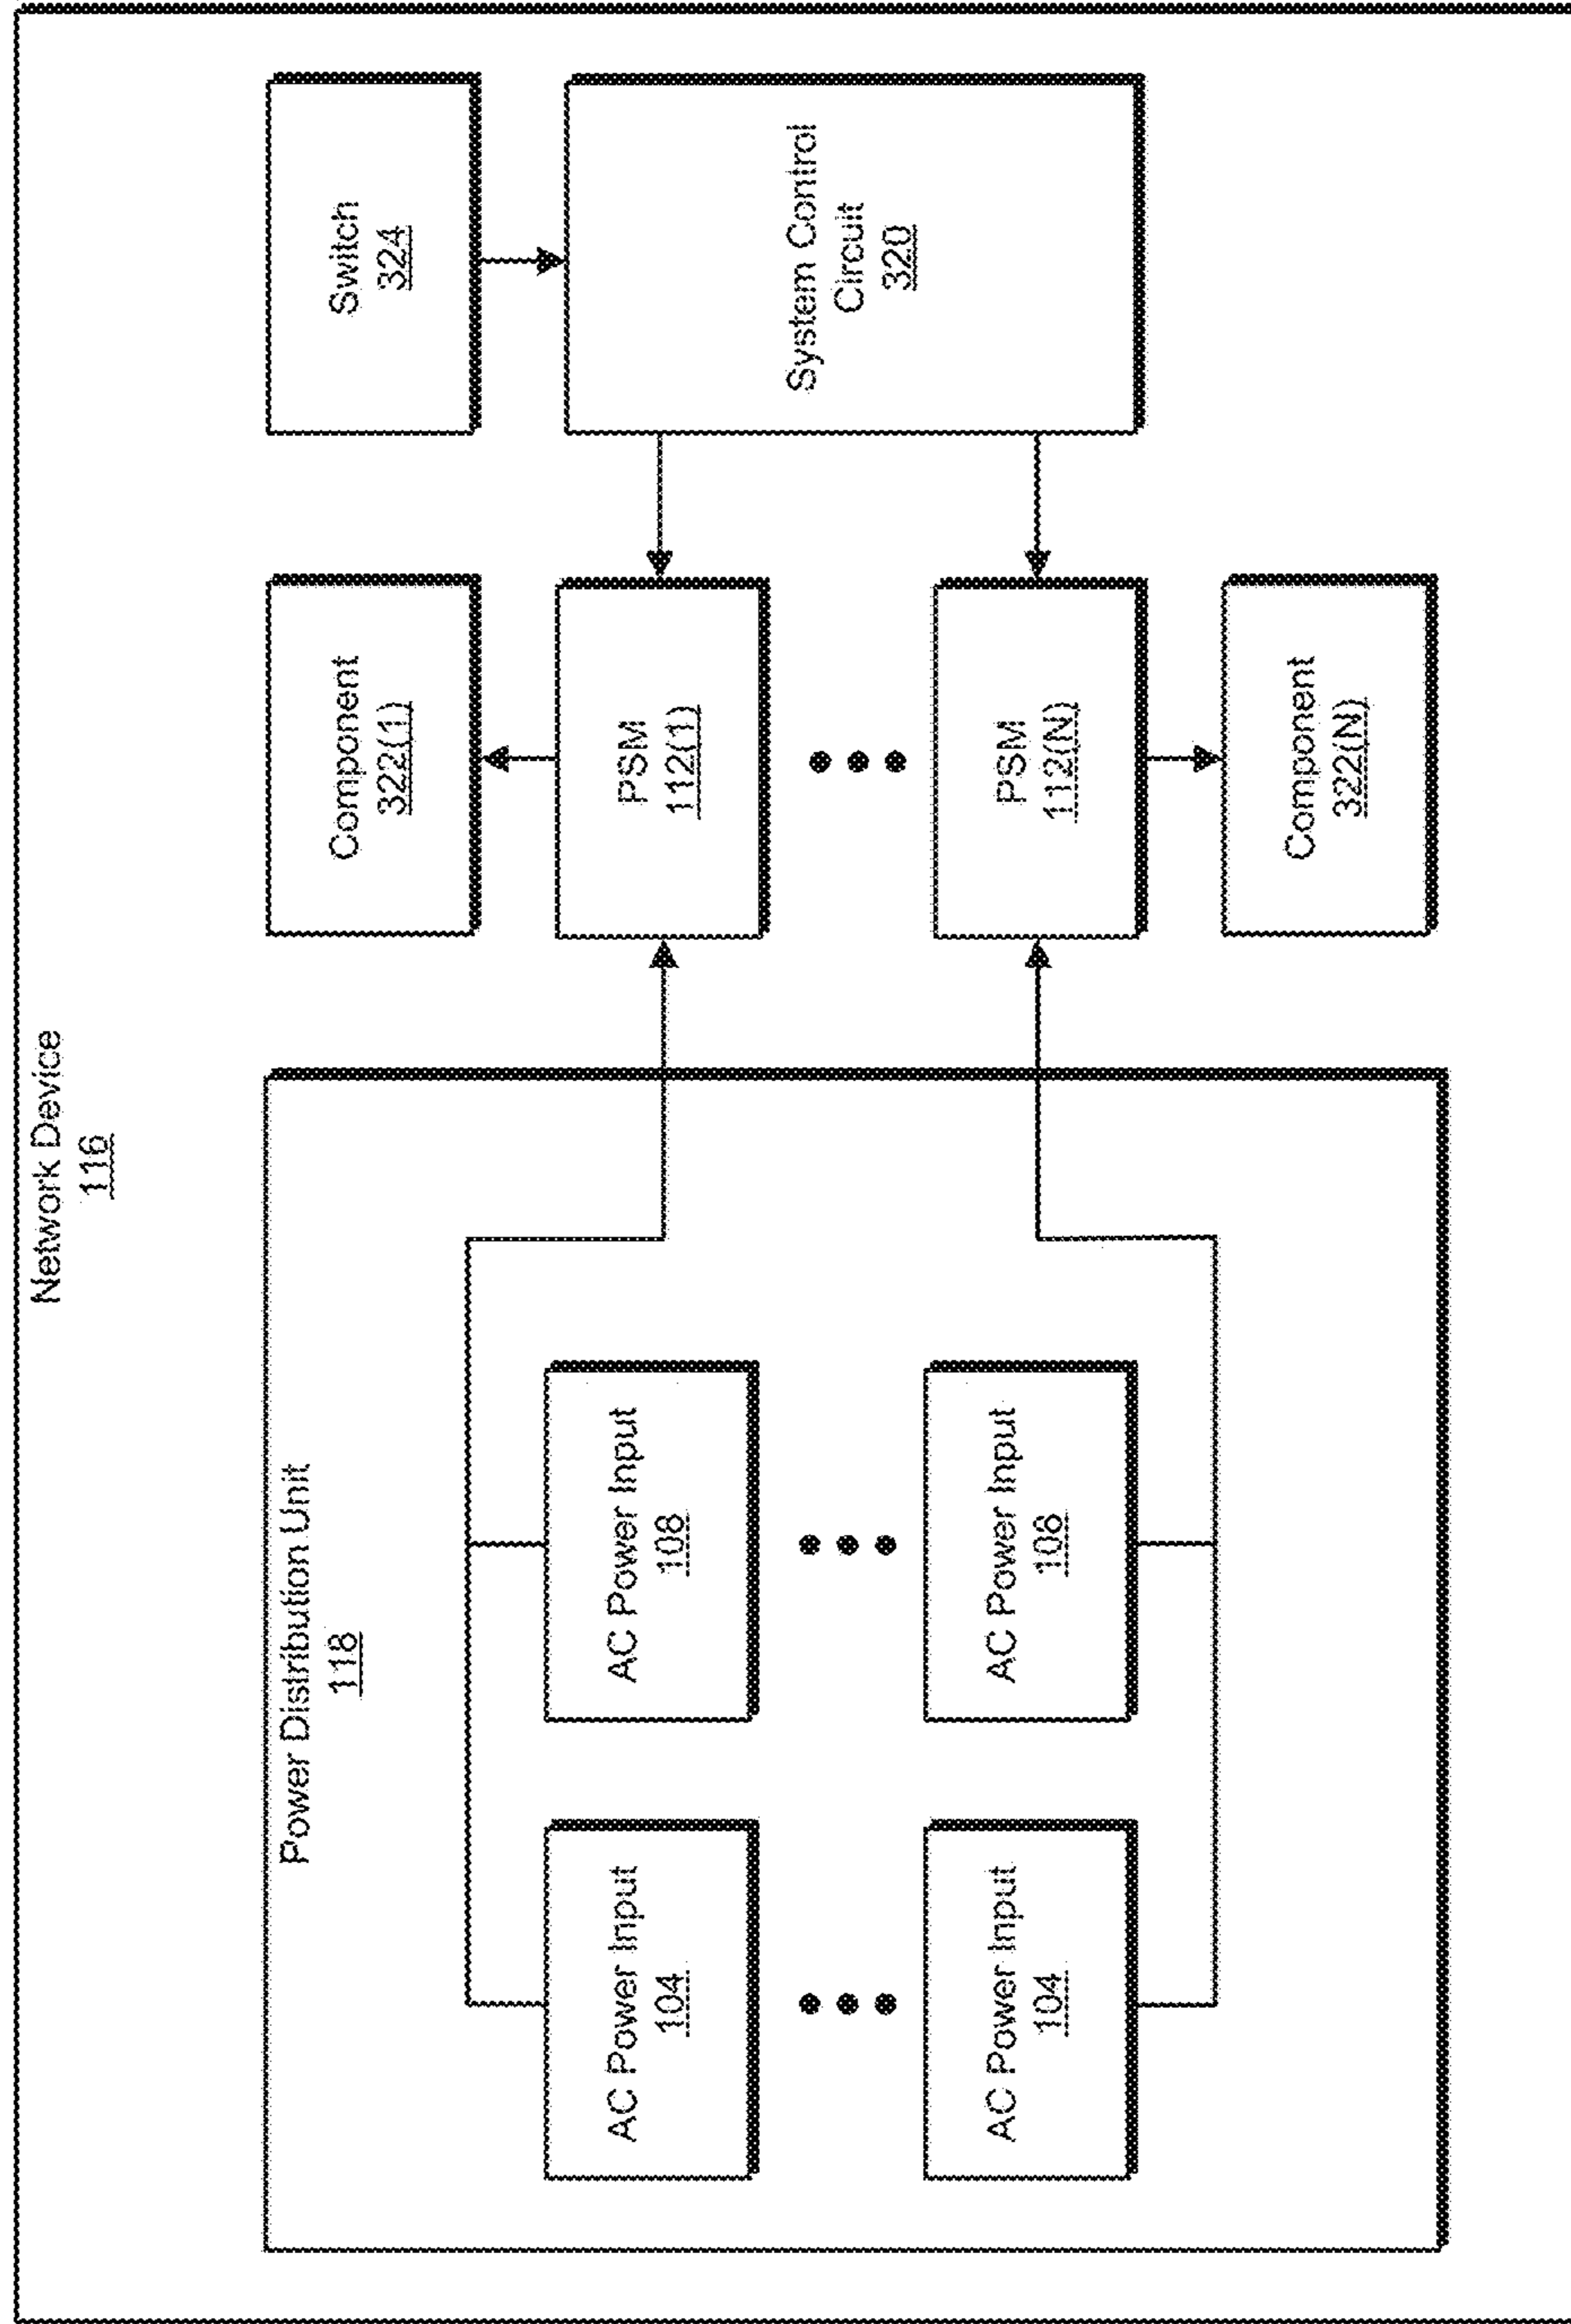 Network Device
116
Power Distribution Unit
118
AC Power Input
104
AC Power Input
108
AC Power Input
104
AC Power Input
108
Component
322(1)
PSM
112(1)
PSM
112(N)
Component
322(N)
Switch
324
System Control
Circuit
320